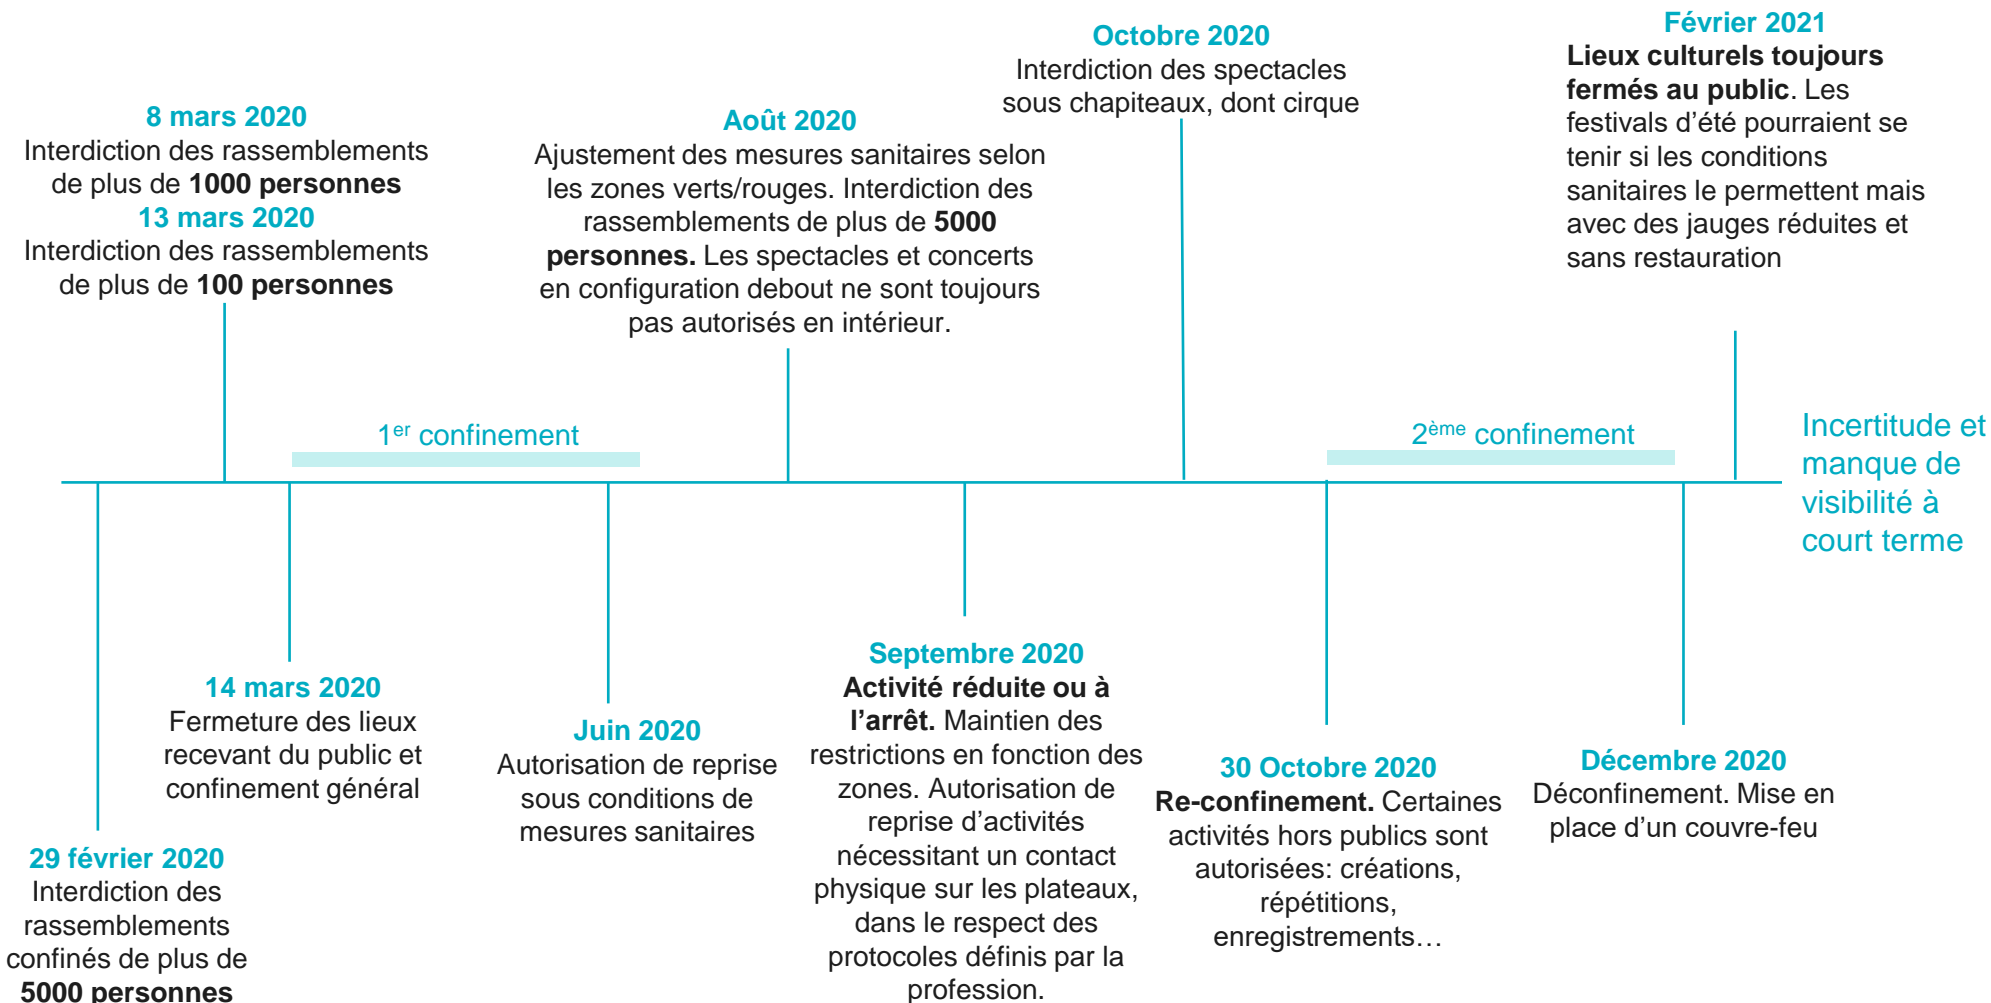 8 mars 2020
Interdiction des rassemblements
de plus de 1000 personnes
13 mars 2020
Interdiction des rassemblements
de plus de 100 personnes
Août 2020
Ajustement des mesures sanitaires selon
les zones verts/rouges. Interdiction des
rassemblements de plus de 5000
personnes. Les spectacles et concerts
en configuration debout ne sont toujours
pas autorisés en intérieur.
Octobre 2020
Interdiction des spectacles
sous chapiteaux, dont cirque
Février 2021
Lieux culturels toujours
fermés au public. Les
festivals d’été pourraient se
tenir si les conditions
sanitaires le permettent mais
avec des jauges réduites et
sans restauration
1er confinement
2ème confinement
Incertitude et
manque de
visibilité à
court terme
29 février 2020
Interdiction des
rassemblements
confinés de plus de
5000 personnes
14 mars 2020
Fermeture des lieux
recevant du public et
confinement général
Juin 2020
Autorisation de reprise
sous conditions de
mesures sanitaires
Septembre 2020
Activité réduite ou à
l’arrêt. Maintien des
restrictions en fonction des
zones. Autorisation de
reprise d’activités
nécessitant un contact
physique sur les plateaux,
dans le respect des
protocoles définis par la
profession.
30 Octobre 2020
Re-confinement. Certaines
activités hors publics sont
autorisées: créations,
répétitions,
enregistrements…
Décembre 2020
Déconfinement. Mise en
place d’un couvre-feu